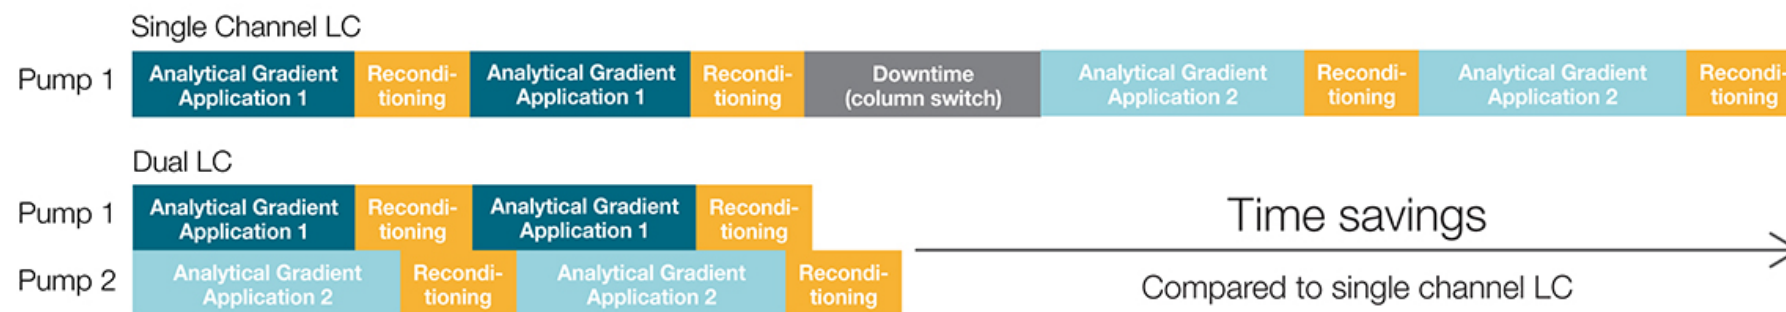 Single Channel LC
Pump 1
Analytical Gradient
Application 1
Recondi-
tioning
Analytical Gradient
Application 1
Recondi-
tioning
Downtime
(column switch)
Analytical Gradient
Application 2
Recondi-
tioning
Analytical Gradient
Application 2
Recondi-
tioning
Dual LC
Pump 1
Analytical Gradient
Application 1
Recondi-
tioning
Analytical Gradient
Application 1
Recondi-
tioning
Pump 2
Analytical Gradient
Application 2
Recondi-
tioning
Analytical Gradient
Application 2
Recondi-
tioning
Time savings
Compared to single channel LC